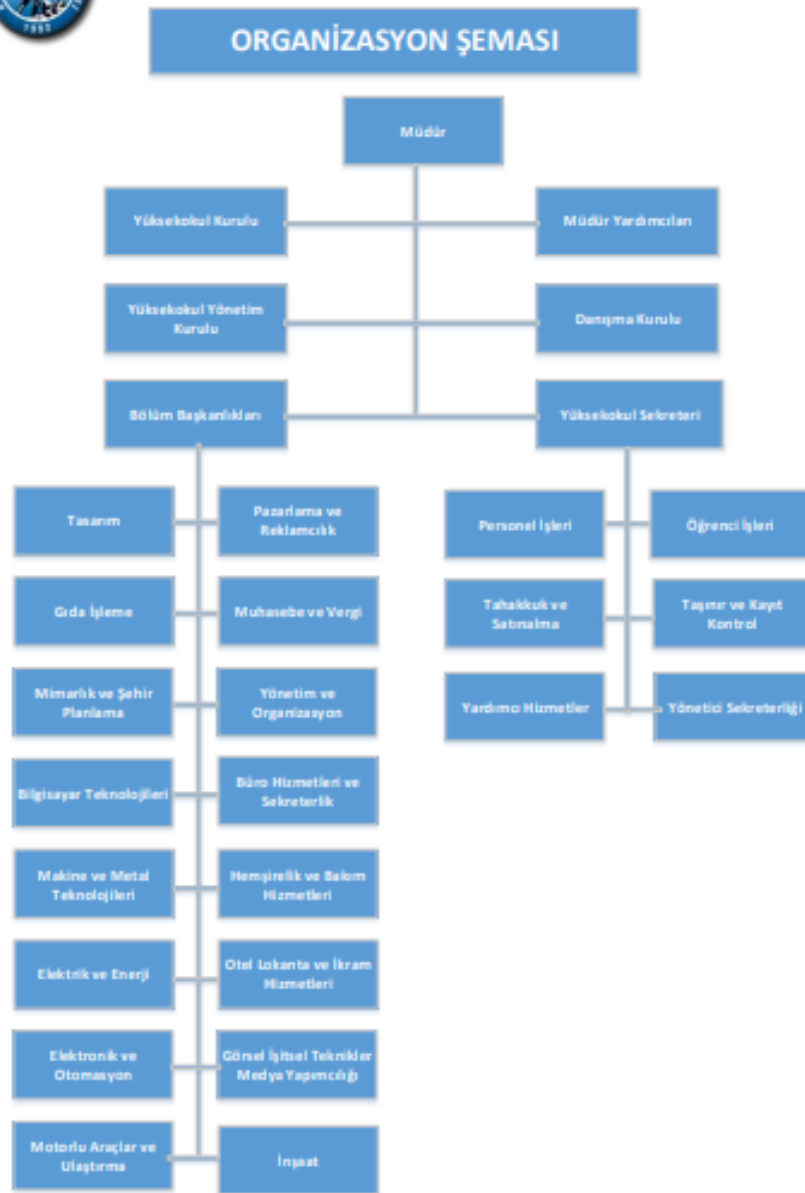 1992
ORGANİZASYON ŞEMASI
Müdür
Yüksekokul Kurulu
Müdür Yardımcıları
Yüksekokul Yönetim
Kurulu
Danışma Kurulu
Bölüm Başkanlıkları
Yüksekokul Sekreteri
Tasarım
Pazarlama ve
Reklamcılık
Personel İşleri
Öğrenci İşleri
Gıda İşleme
Muhasebe ve Vergi
Tahakkuk ve
Satınalma
Taşınır ve Kayıt
Kontrol
Mimarlık ve Şehir
Planlama
Yönetim ve
Organizasyon
Yardımcı Hizmetler
Yönetici Sekreterliği
Bilgisayar Teknolojileri
Büro Hizmetleri ve
Sekreterlik
Makine ve Metal
Teknolojileri
Hemşirelik ve Bakım
Hizmetleri
Elektrik ve Enerji
Otel Lokanta ve İkram
Hizmetleri
Elektronik ve
Otomasyon
Görsel İşitsel Teknikler
Medya Yapımcılığı
Motorlu Araçlar ve
Ulaştırma
İnşaat